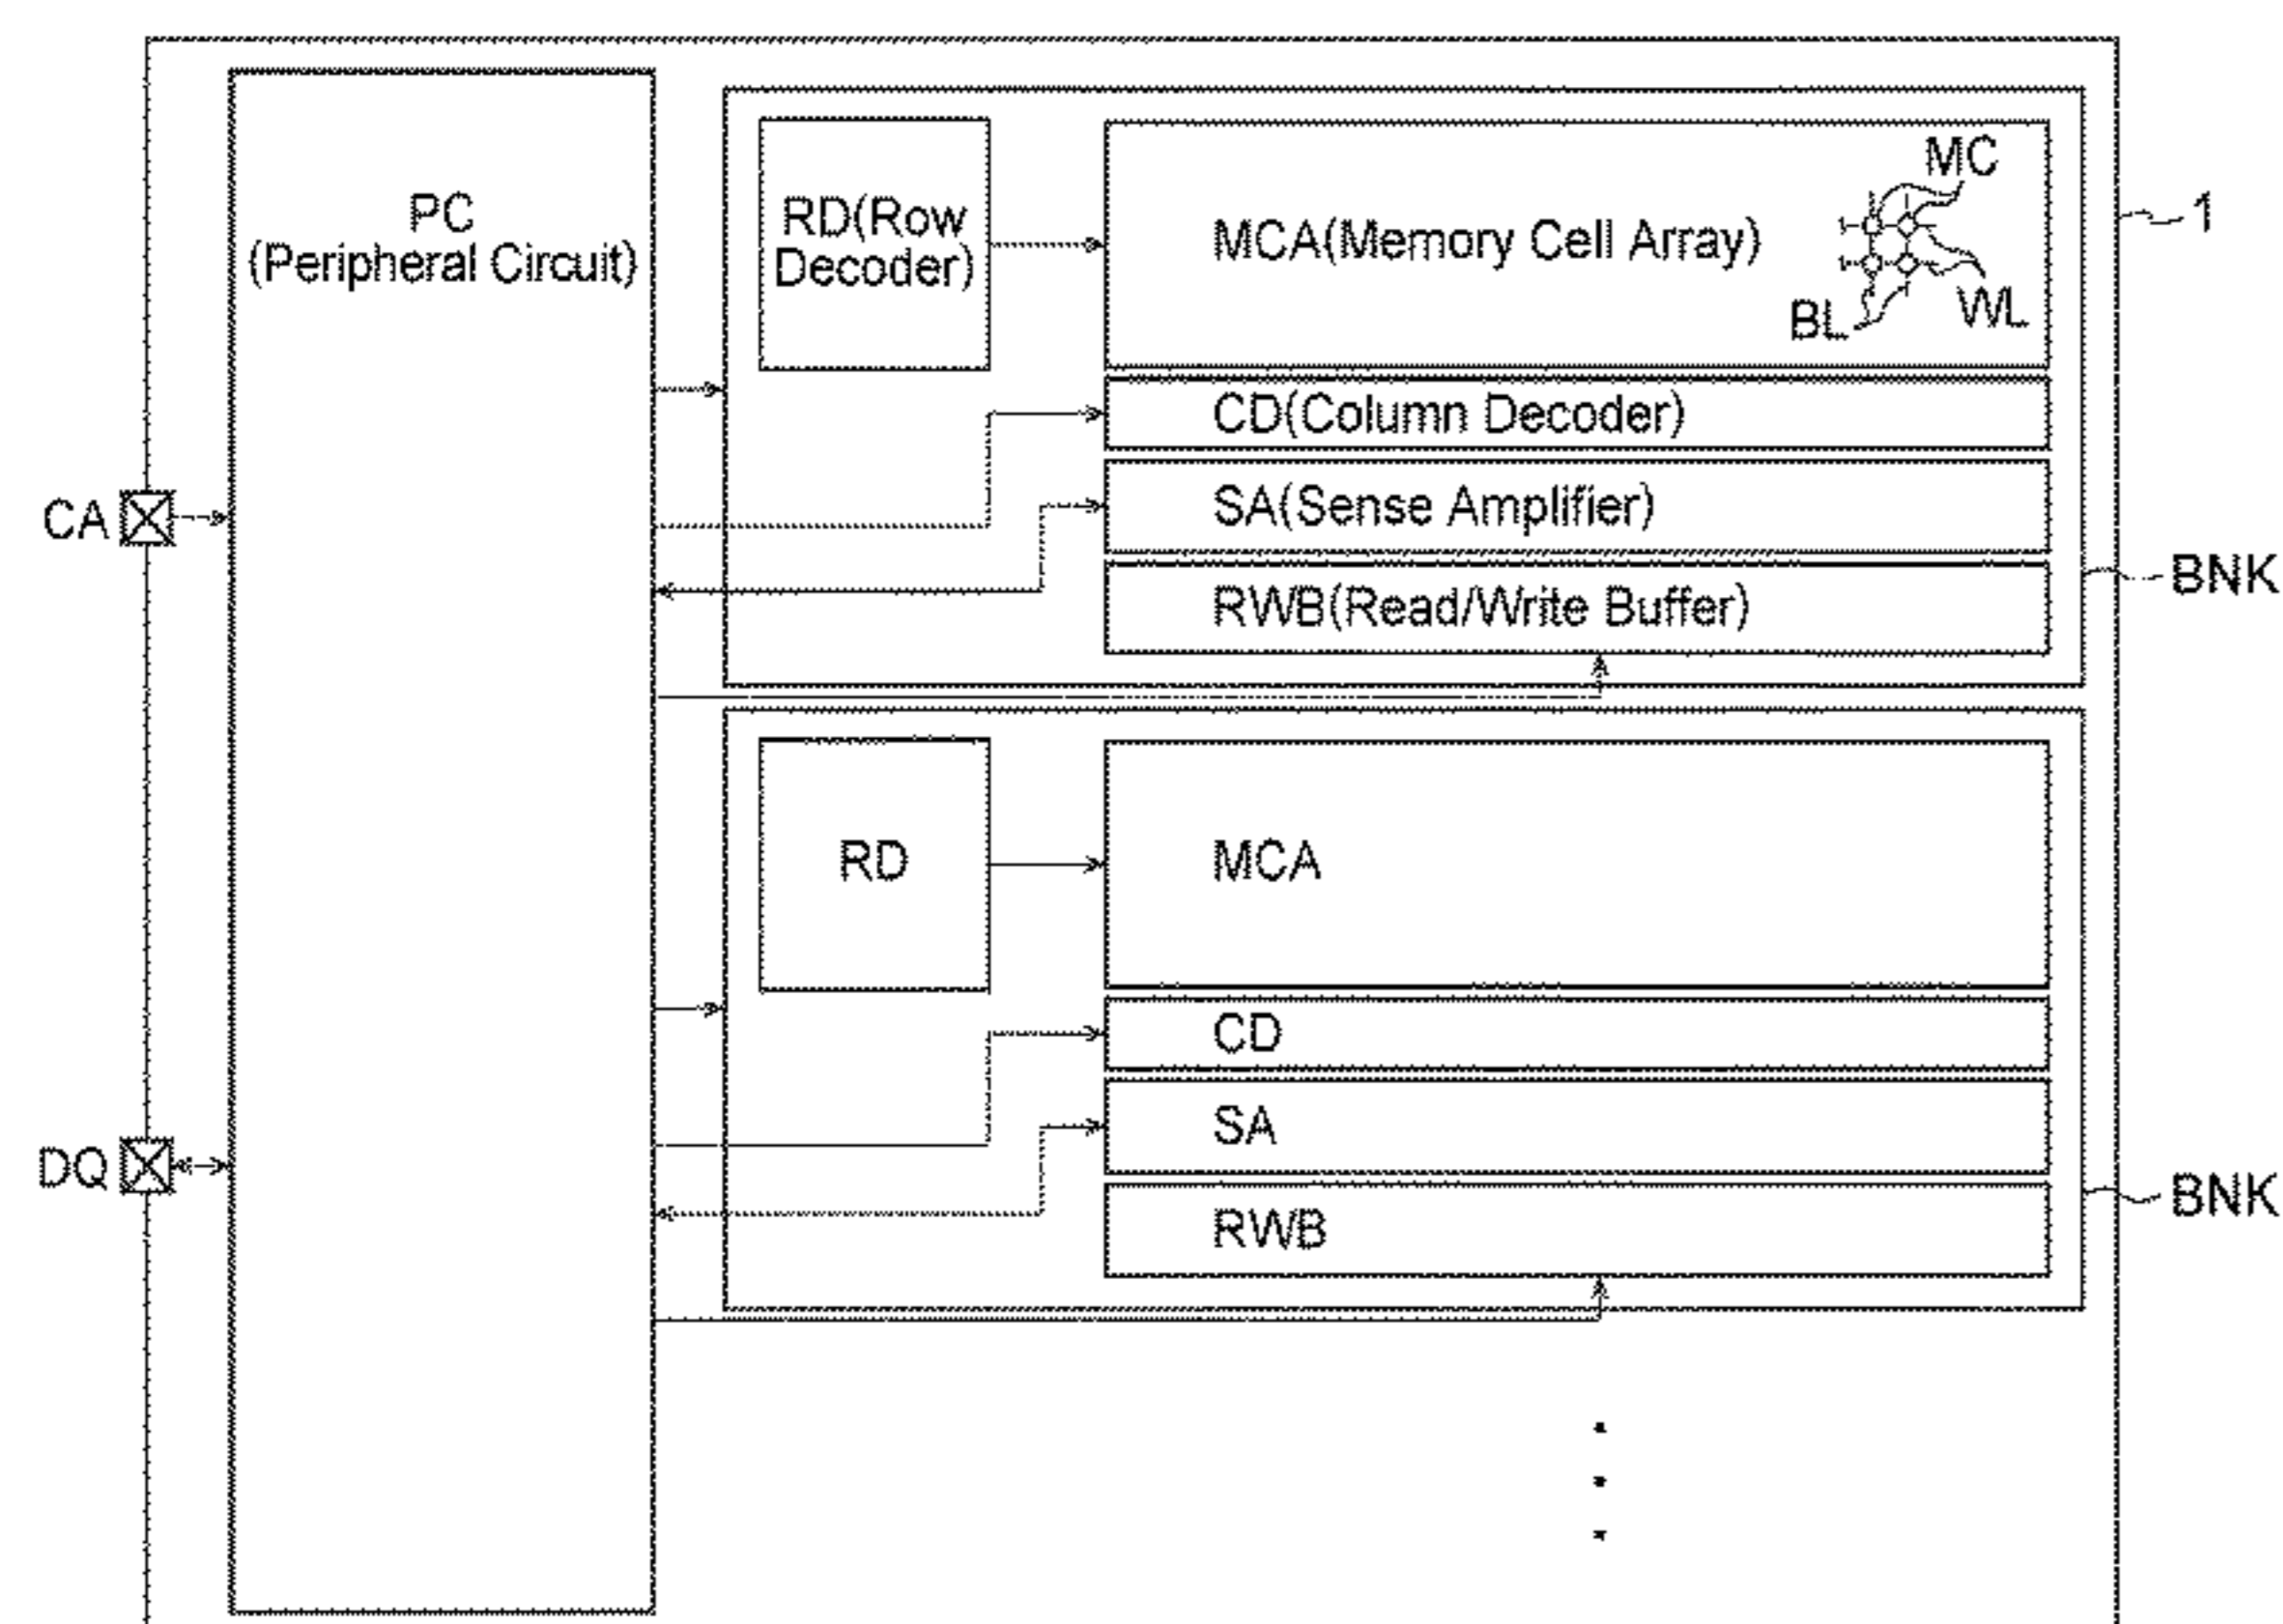 PC
(Peripheral Circuit)
RD(Row
Decoder)
MCA(Memory Cell Array)
MC
BL
WL
1
CD(Column Decoder)
CA
SA(Sense Amplifier)
BNK
RWB(Read/Write Buffer)
RD
MCA
CD
DQ
SA
BNK
RWB